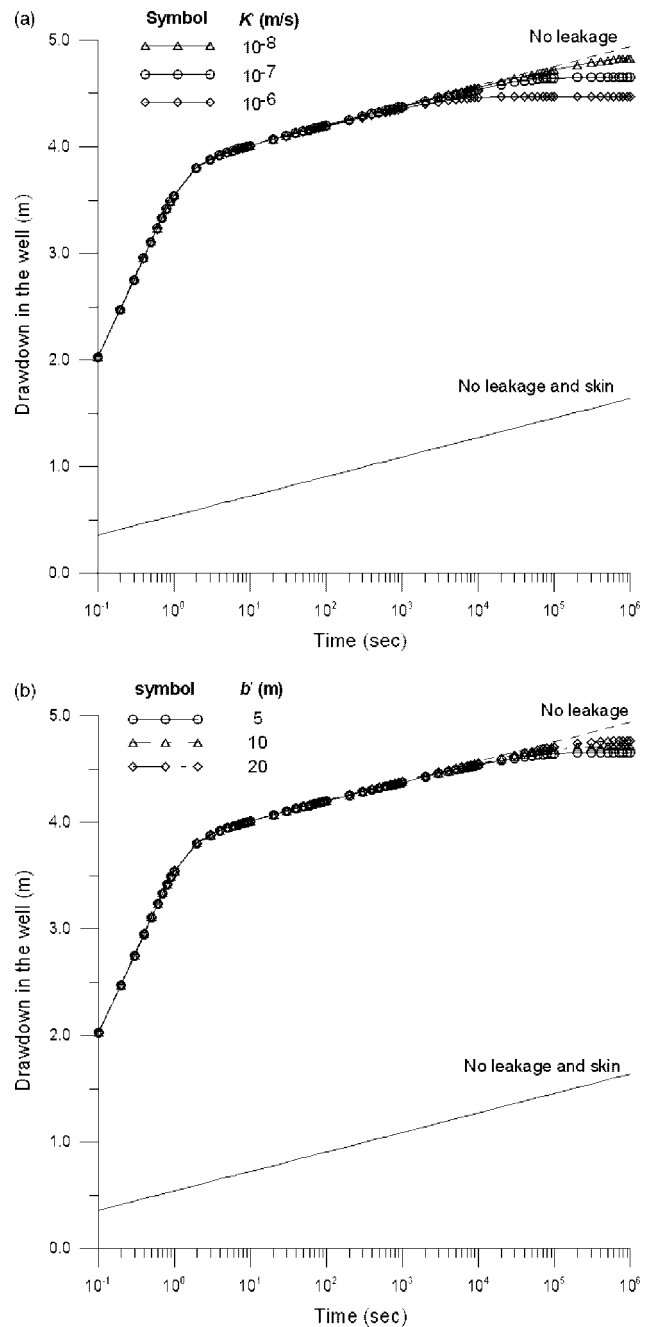 (a)
Symbol K' (m/s)
10⁻⁸
10⁻⁷
10⁻⁶
No leakage
5.0
4.0
3.0
2.0
1.0
0.0
Drawdown in the well (m)
No leakage and skin
10⁻¹ 10⁰ 10¹ 10² 10³ 10⁴ 10⁵ 10⁶
Time (sec)
(b)
symbol b' (m)
5
10
20
No leakage
5.0
4.0
3.0
2.0
1.0
0.0
Drawdown in the well (m)
No leakage and skin
10⁻¹ 10⁰ 10¹ 10² 10³ 10⁴ 10⁵ 10⁶
Time (sec)